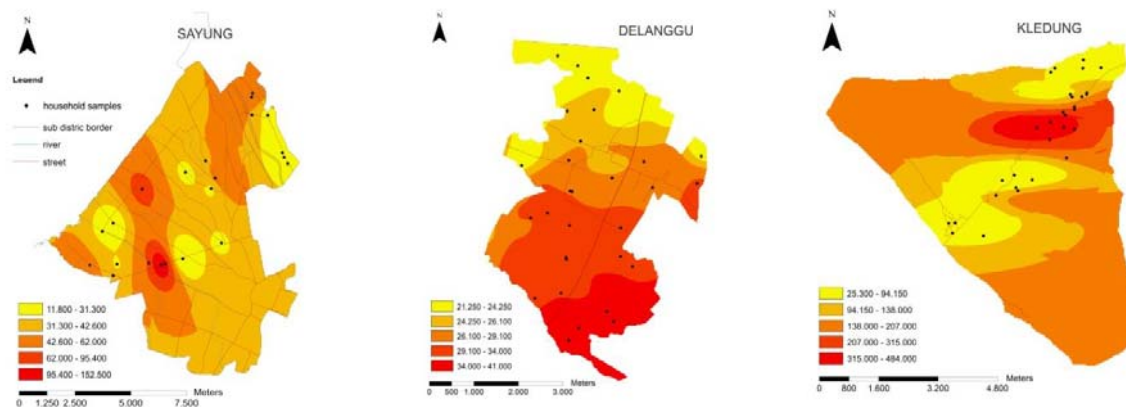 N
SAYUNG
Legend
household samples
sub distric border
river
street
11.800 - 31.300
31.300 - 42.600
42.600 - 62.000
62.000 - 95.400
95.400 - 152.500
Meters
0 1.250 2.500 5.000 7.500
N
DELANGGU
21.250 - 24.250
24.250 - 26.100
26.100 - 29.100
29.100 - 34.000
34.000 - 41.000
Meters
0 500 1.000 2.000 3.000
N
KLEDUNG
25.300 - 94.150
94.150 - 138.000
138.000 - 207.000
207.000 - 315.000
315.000 - 484.000
Meters
0 800 1.600 3.200 4.800